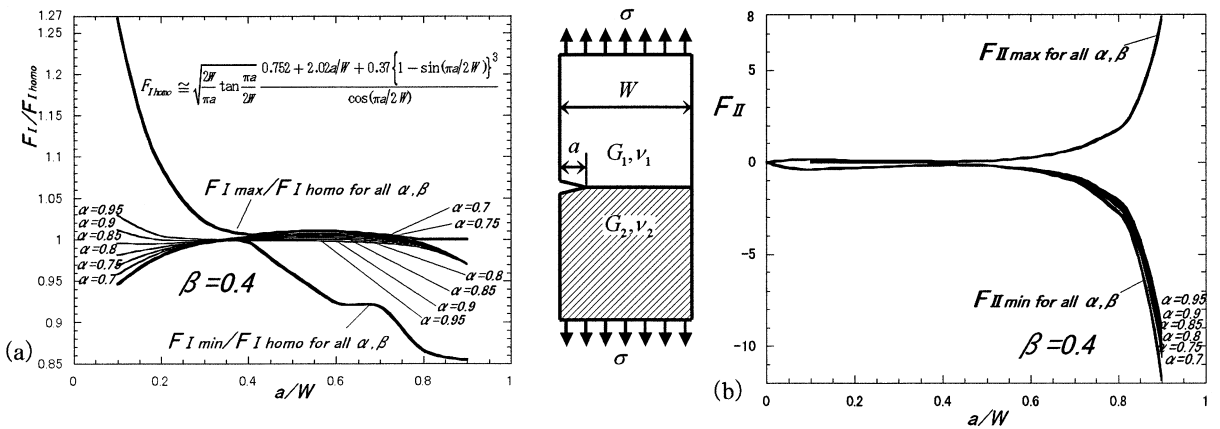 (a)
F_I/F_I homo
1.27
1.25
1.2
1.15
1.1
1.05
1
0.95
0.9
0.85
F_I homo ≅ √(2W/πa tan πa/2W) (0.752 + 2.02a/W + 0.37{1 − sin(πa/2W)}^3)/cos(πa/2W)
F_I max/F_I homo for all α,β
α=0.95
α=0.9
α=0.85
α=0.8
α=0.75
α=0.7
α=0.7
α=0.75
α=0.8
α=0.85
α=0.9
α=0.95
β=0.4
F_I min/F_I homo for all α,β
0
0.2
0.4
0.6
0.8
1
a/W
σ
W
a
G₁,ν₁
G₂,ν₂
σ
(b)
F_II
8
5
0
−5
−10
F_II max for all α,β
F_II min for all α,β
α=0.95
α=0.9
α=0.85
α=0.8
α=0.75
α=0.7
β=0.4
0
0.2
0.4
0.6
0.8
1
a/W